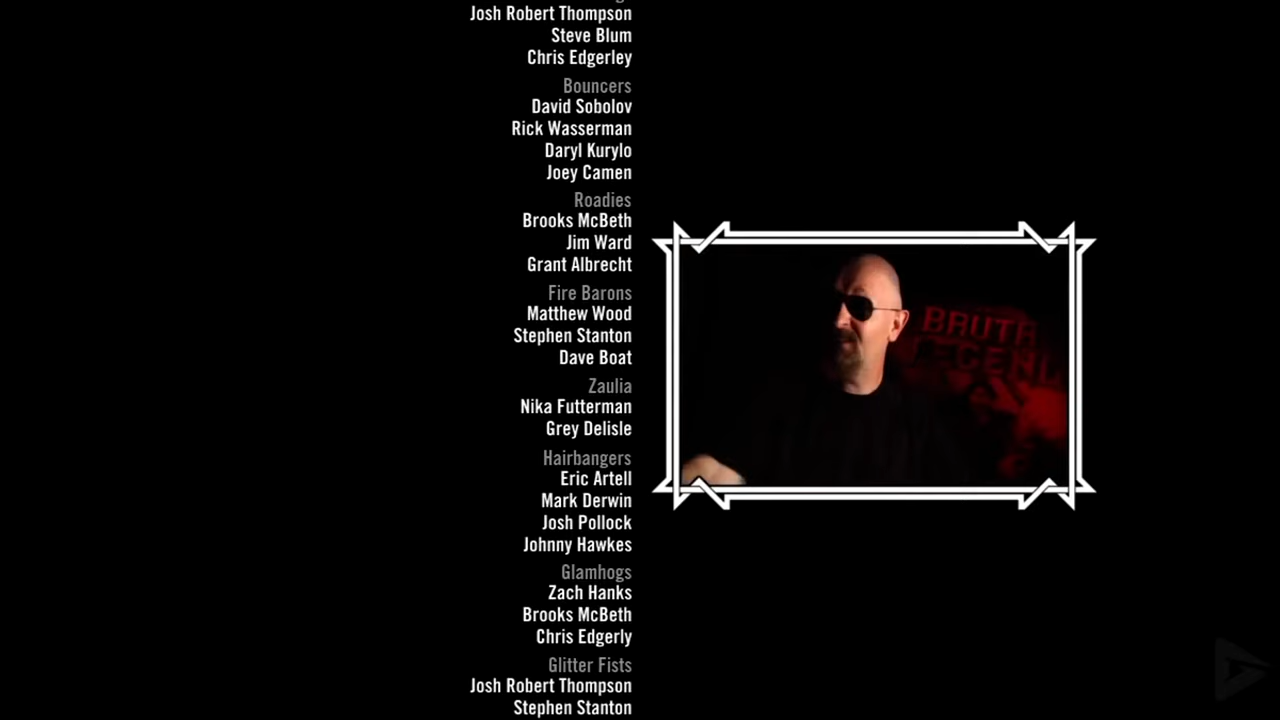 Josh Robert Thompson
Steve Blum
Chris Edgerley
Bouncers
David Sobolov
Rick Wasserman
Daryl Kurylo
Joey Camen
Roadies
Brooks McBeth
Jim Ward
Grant Albrecht
Fire Barons
Matthew Wood
Stephen Stanton
Dave Boat
Zaulia
Nika Futterman
Grey Delisle
Hairbangers
Eric Artell
Mark Derwin
Josh Pollock
Johnny Hawkes
Glamhogs
Zach Hanks
Brooks McBeth
Chris Edgerly
Glitter Fists
Josh Robert Thompson
Stephen Stanton
BRUTA
LEGEND